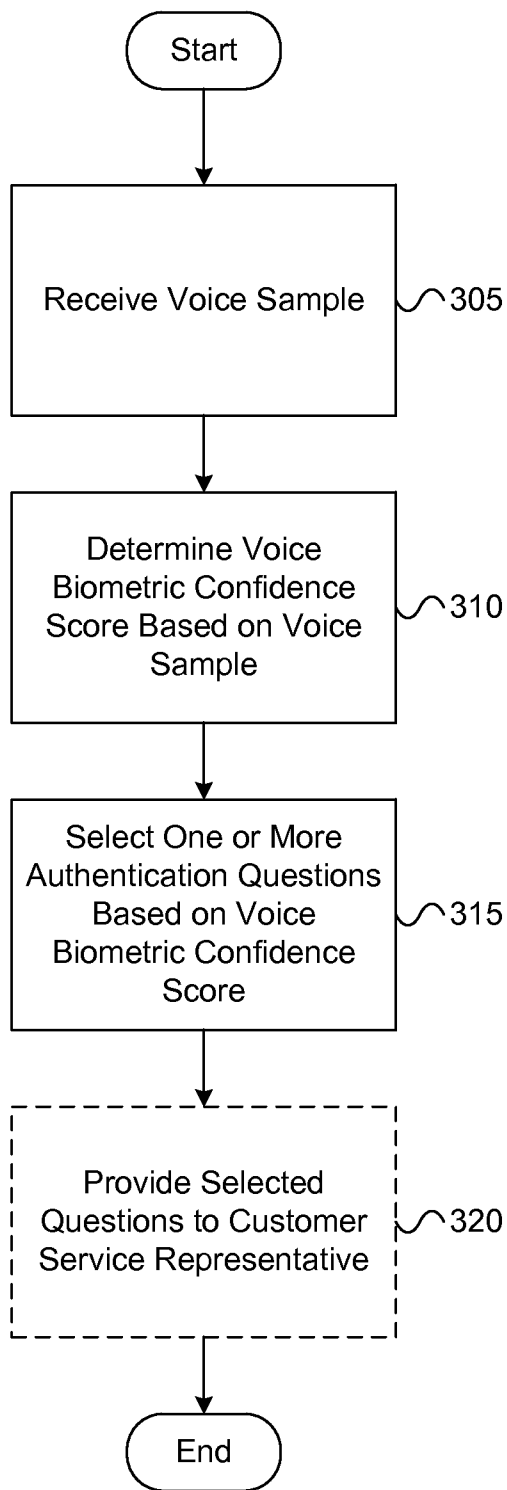 Start
Receive Voice Sample
305
Determine Voice
Biometric Confidence
Score Based on Voice
Sample
310
Select One or More
Authentication Questions
Based on Voice
Biometric Confidence
Score
315
Provide Selected
Questions to Customer
Service Representative
320
End